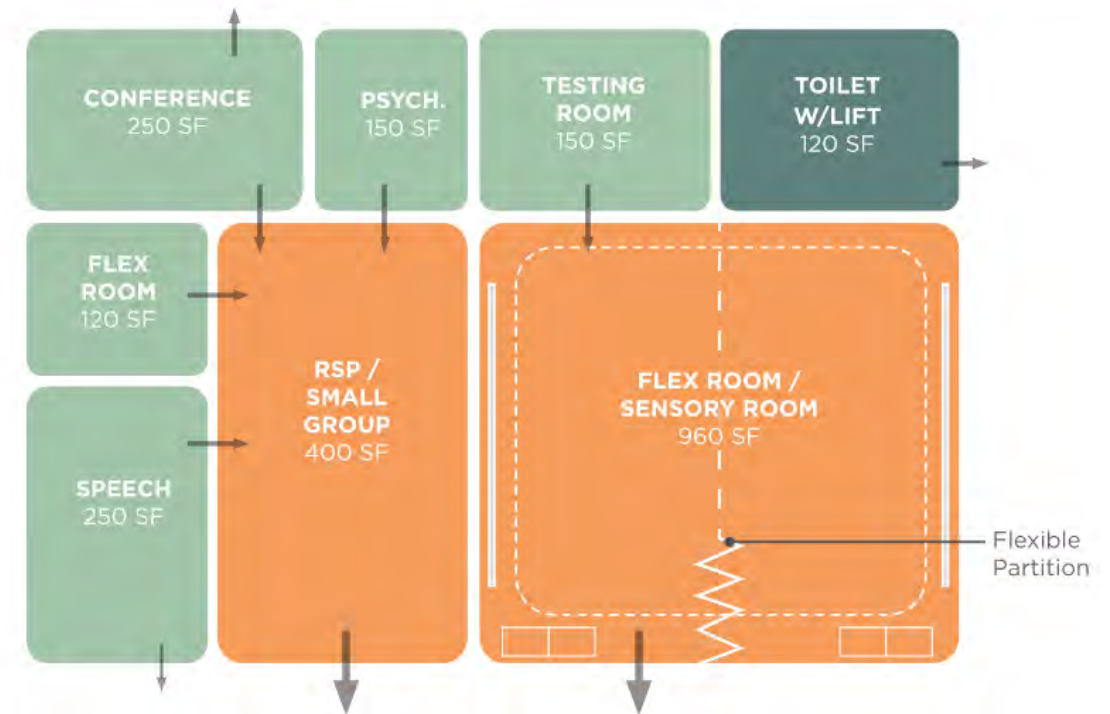 CONFERENCE
250 SF
PSYCH.
150 SF
TESTING
ROOM
150 SF
TOILET
W/LIFT
120 SF
FLEX
ROOM
120 SF
RSP /
SMALL
GROUP
400 SF
FLEX ROOM /
SENSORY ROOM
960 SF
SPEECH
250 SF
Flexible
Partition